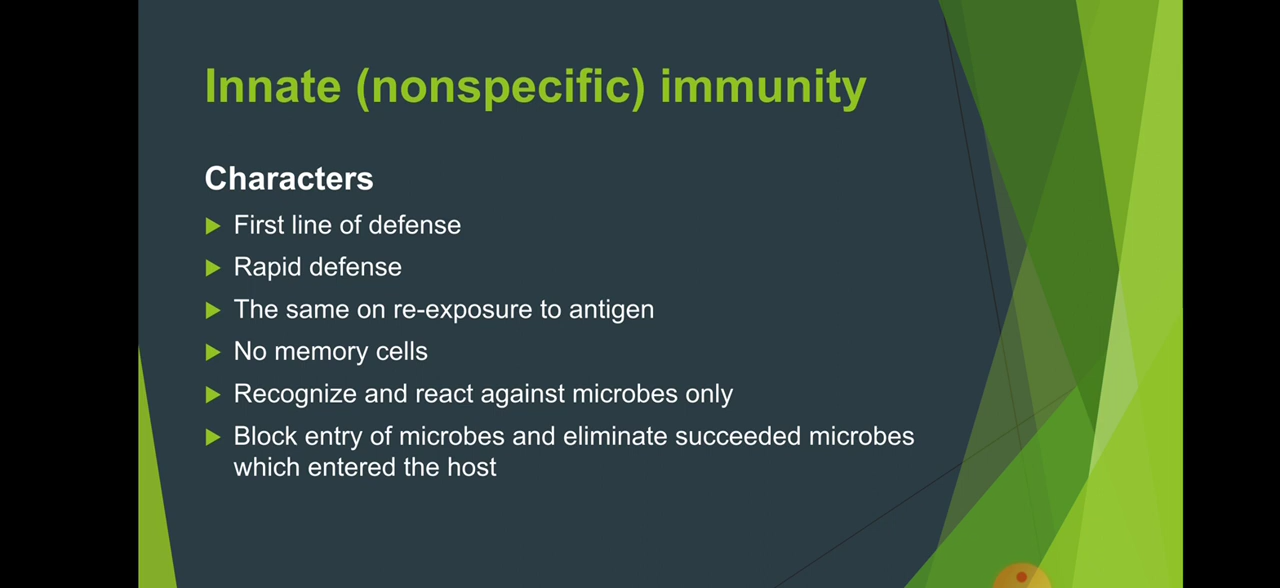 Innate (nonspecific) immunity
Characters
First line of defense
Rapid defense
The same on re-exposure to antigen
No memory cells
Recognize and react against microbes only
Block entry of microbes and eliminate succeeded microbes
which entered the host